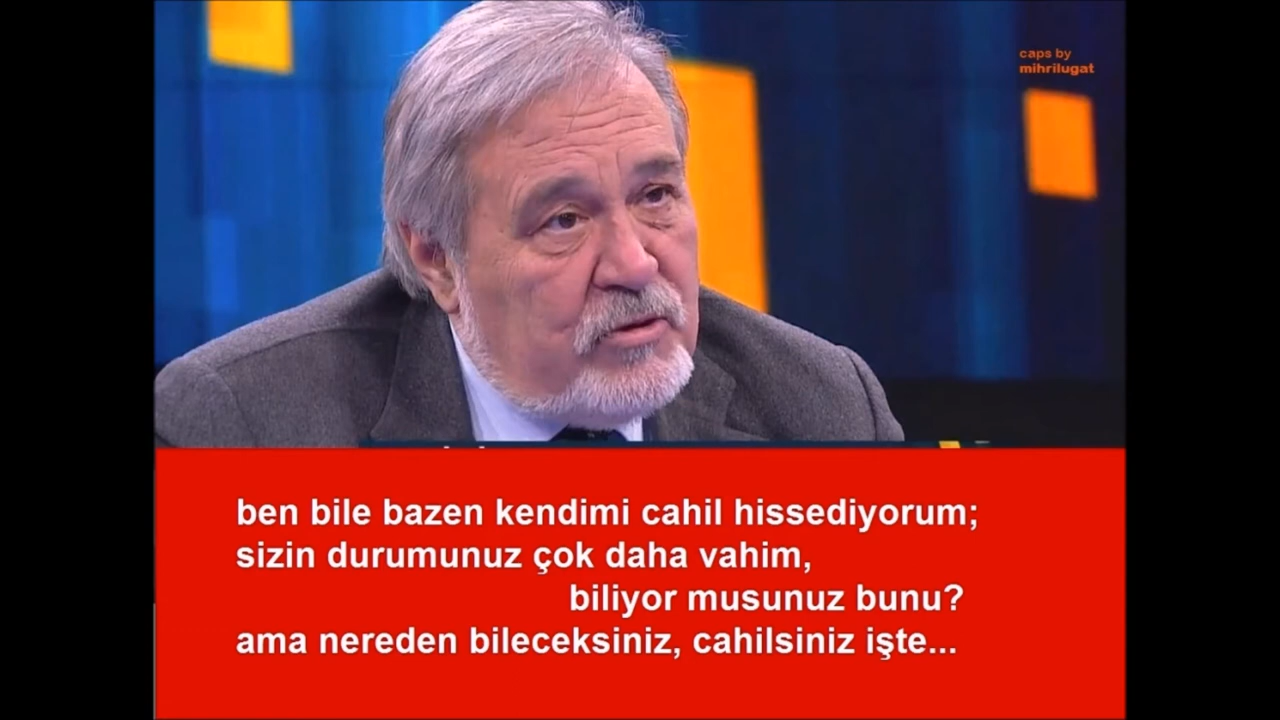 caps by
mihrilugat
ben bile bazen kendimi cahil hissediyorum;
sizin durumunuz çok daha vahim,
biliyor musunuz bunu?
ama nereden bileceksiniz, cahilsiniz işte...